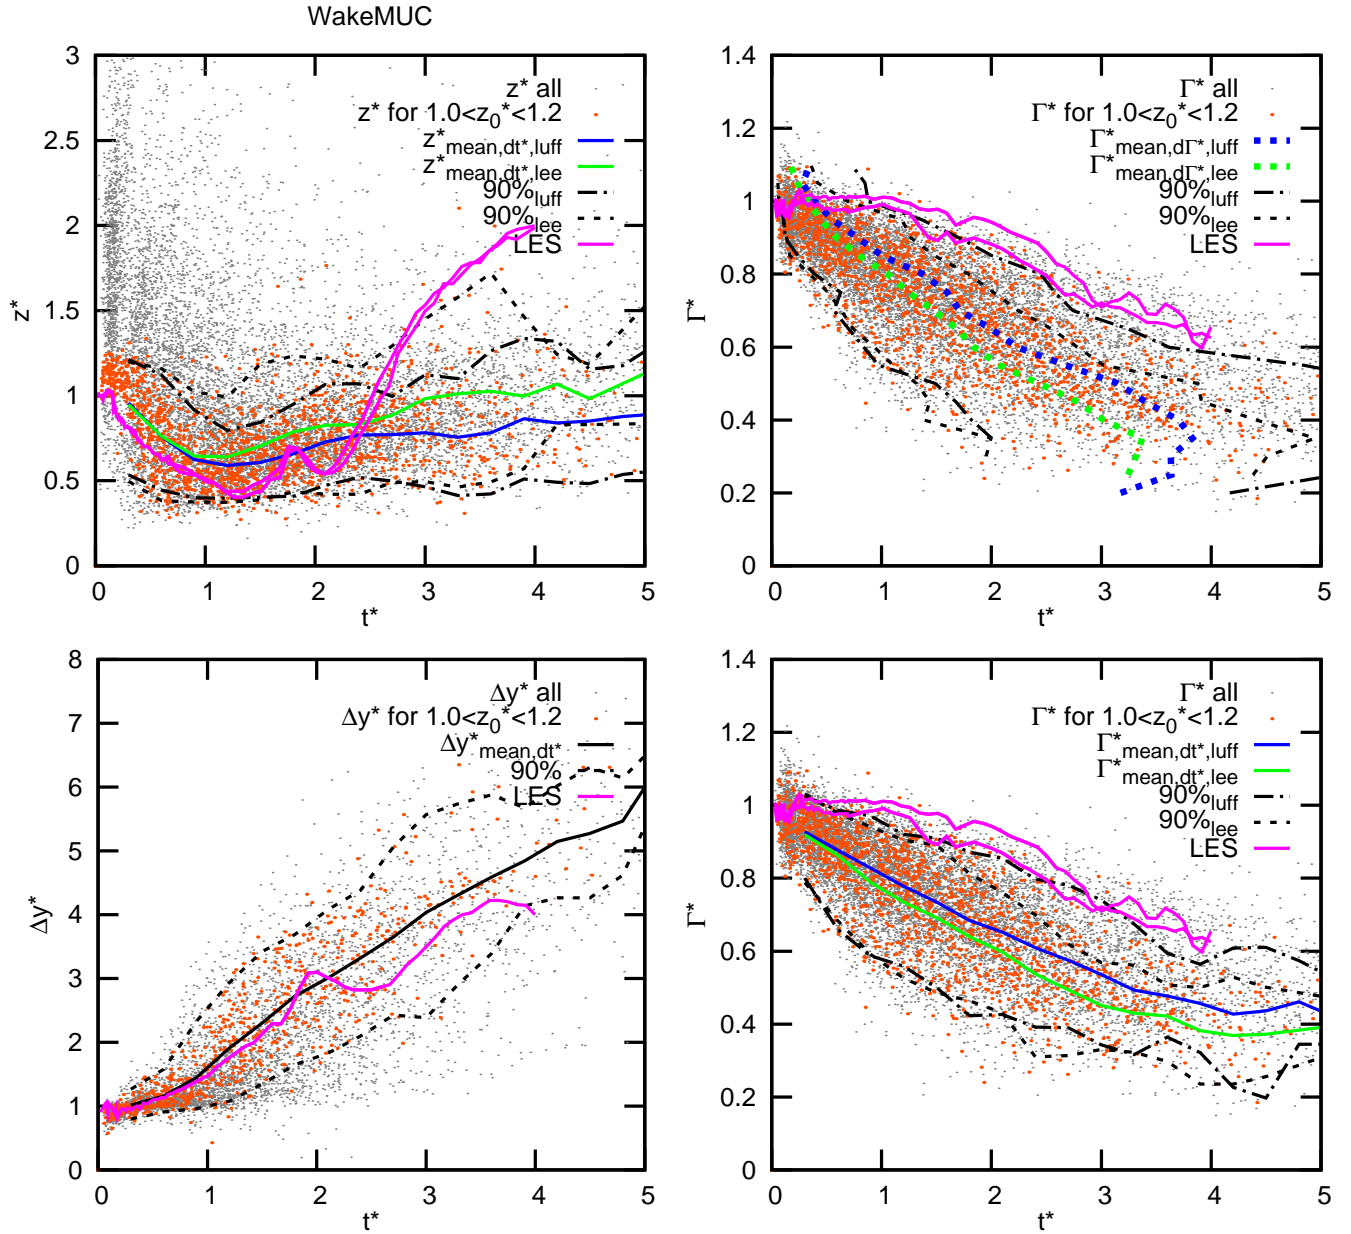 WakeMUC
z* all
z* for 1.0<z0*<1.2
z*mean,dt*,luff
z*mean,dt*,lee
90%luff
90%lee
LES
3
2.5
2
1.5
1
0.5
0
z*
0 1 2 3 4 5
t*
Γ* all
Γ* for 1.0<z0*<1.2
Γ*mean,dΓ*,luff
Γ*mean,dΓ*,lee
90%luff
90%lee
LES
1.4
1.2
1
0.8
0.6
0.4
0.2
0
Γ*
0 1 2 3 4 5
t*
Δy* all
Δy* for 1.0<z0*<1.2
Δy*mean,dt*
90%
LES
8
7
6
5
4
3
2
1
0
Δy*
0 1 2 3 4 5
t*
Γ* all
Γ* for 1.0<z0*<1.2
Γ*mean,dt*,luff
Γ*mean,dt*,lee
90%luff
90%lee
LES
1.4
1.2
1
0.8
0.6
0.4
0.2
0
Γ*
0 1 2 3 4 5
t*